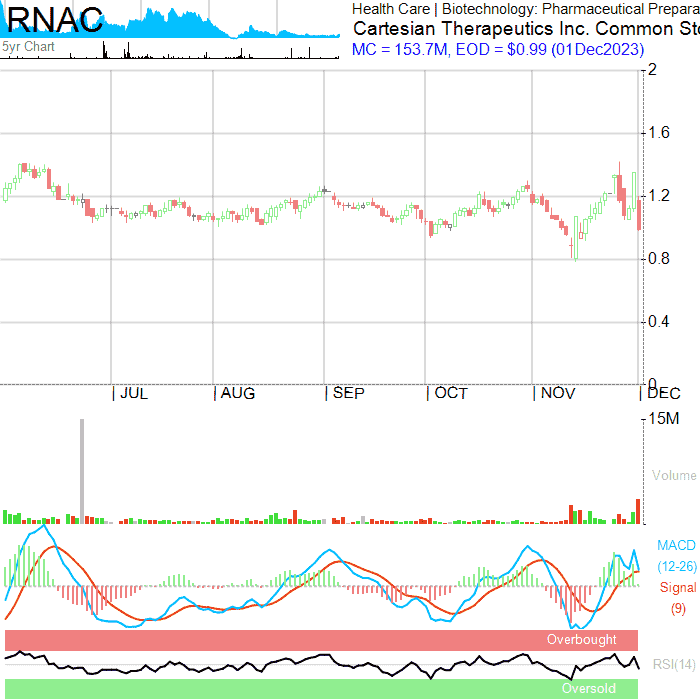 RNAC
5yr Chart
Health Care | Biotechnology: Pharmaceutical Prepara
Cartesian Therapeutics Inc. Common Sto
MC = 153.7M, EOD = $0.99 (01Dec2023)
2
1.6
1.2
0.8
0.4
0
| JUL | AUG | SEP | OCT | NOV | DEC
15M
Volume
MACD
(12-26)
Signal
(9)
Overbought
RSI(14)
Oversold